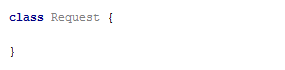 class Request {
}